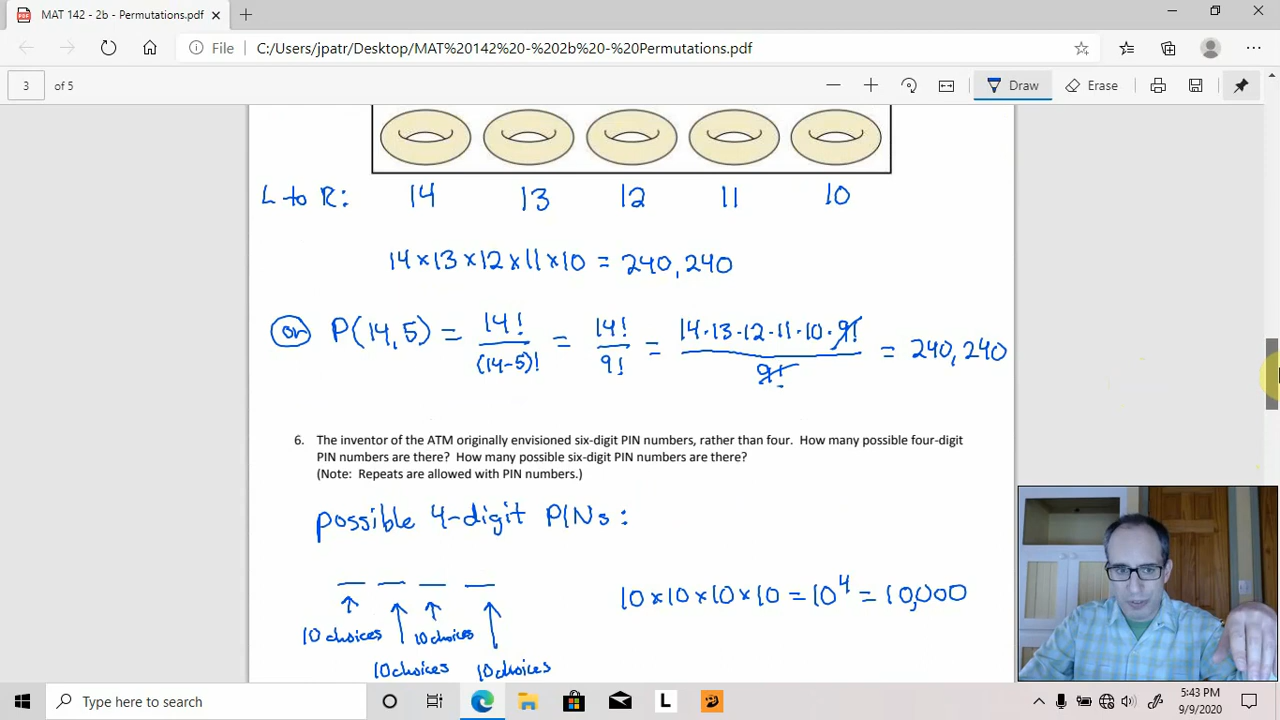 MAT 142 - 2b - Permutations.pdf
File C:/Users/jpatr/Desktop/MAT%20142%20-%202b%20-%20Permutations.pdf
3 of 5
Draw
Erase
L to R: 14 13 12 11 10
14×13×12×11×10 = 240,240
or P(14,5) = 14!/(14-5)! = 14!/9! = 14·13·12·11·10·9!/9! = 240,240
6. The inventor of the ATM originally envisioned six-digit PIN numbers, rather than four. How many possible four-digit
PIN numbers are there? How many possible six-digit PIN numbers are there?
(Note: Repeats are allowed with PIN numbers.)
possible 4-digit PINs:
10×10×10×10 = 10⁴ = 10,000
10 choices 10 choices
10 choices 10 choices
Type here to search
L
5:43 PM
9/9/2020